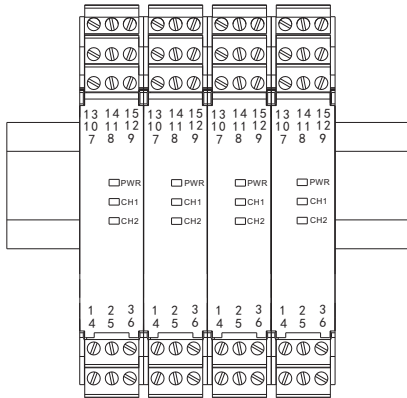 13 14 15 13 14 15 13 14 15 13 14 15
10 11 12 10 11 12 10 11 12 10 11 12
7 8 9 7 8 9 7 8 9 7 8 9
PWR PWR PWR PWR
CH1 CH1 CH1 CH1
CH2 CH2 CH2 CH2
1 2 3 1 2 3 1 2 3 1 2 3
4 5 6 4 5 6 4 5 6 4 5 6